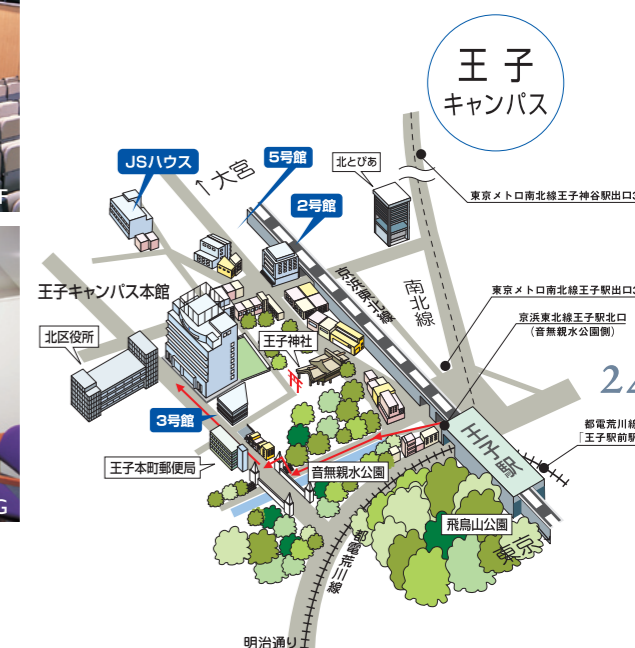 王子
キャンパス
JSハウス
5号館
北とぴあ
↑大宮
2号館
東京メトロ南北線王子神谷駅出口
京浜東北線
南北線
王子キャンパス本館
東京メトロ南北線王子駅出口
京浜東北線王子駅北口
(音無親水公園側)
北区役所
王子神社
22
3号館
都電荒川線
「王子駅前駅
王子駅
王子本町郵便局
音無親水公園
G
飛鳥山公園
東京
都電荒川線
明治通り